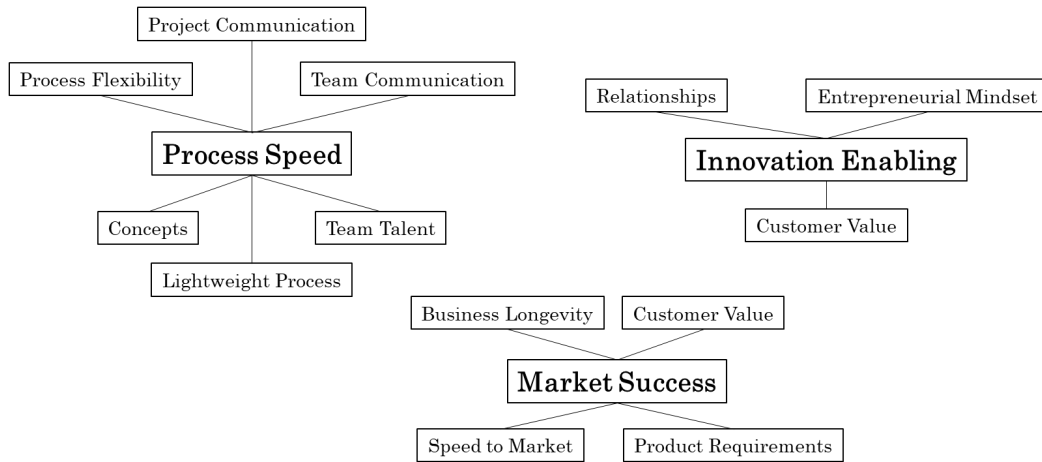 Project Communication
Process Flexibility
Team Communication
Process Speed
Concepts
Team Talent
Lightweight Process
Relationships
Entrepreneurial Mindset
Innovation Enabling
Customer Value
Business Longevity
Customer Value
Market Success
Speed to Market
Product Requirements